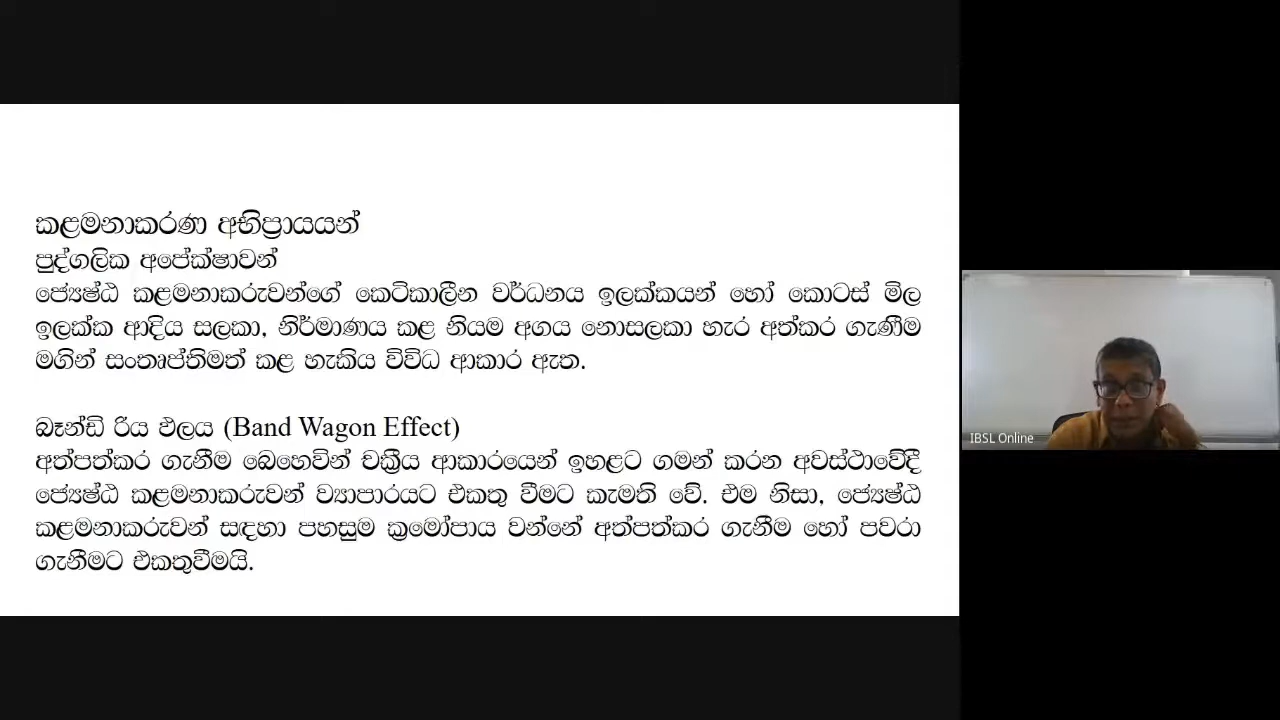 කළමනාකරණ අභිප්‍රායයන්
පුද්ගලික අපේක්ෂාවන්
ජ්‍යෙෂ්ඨ කළමනාකරුවන්ගේ කෙටිකාලීන වර්ධනය ඉලක්කයන් හෝ කොටස් මිල
ඉලක්ක ආදිය සලකා, නිර්මාණය කළ නියම අගය නොසලකා හැර අත්කර ගැණීම
මගින් සංතෘප්තිමත් කළ හැකිය විවිධ ආකාර ඇත.
බෑන්ඩ් රිය ඵලය (Band Wagon Effect)
අත්පත්කර ගැනීම බෙහෙවින් චක්‍රීය ආකාරයෙන් ඉහළට ගමන් කරන අවස්ථාවේදී
ජ්‍යෙෂ්ඨ කළමනාකරුවන් ව්‍යාපාරයට එකතු වීමට කැමති වේ. එම නිසා, ජ්‍යෙෂ්ඨ
කළමනාකරුවන් සඳහා පහසුම ක්‍රමෝපාය වන්නේ අත්පත්කර ගැනීම හෝ පවරා
ගැනීමට එකතුවීමයි.
IBSL Online